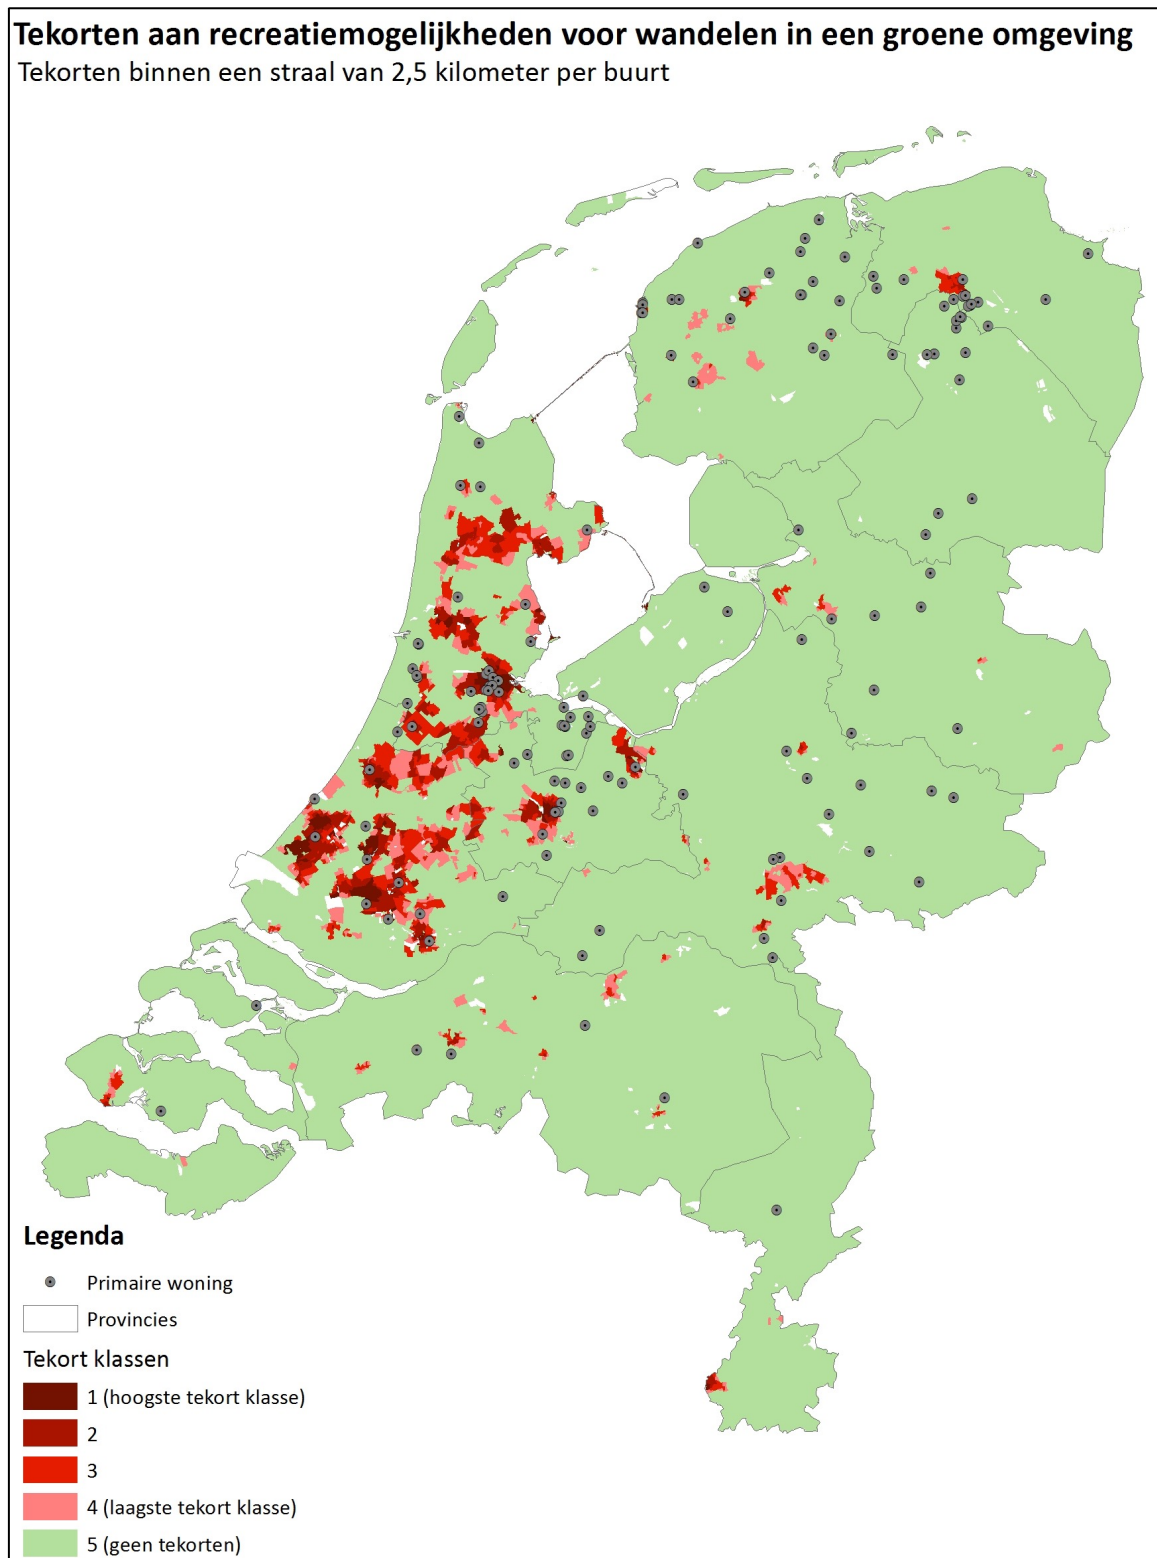 Tekorten aan recreatiemogelijkheden voor wandelen in een groene omgeving
Tekorten binnen een straal van 2,5 kilometer per buurt
Legenda
Primaire woning
Provincies
Tekort klassen
1 (hoogste tekort klasse)
2
3
4 (laagste tekort klasse)
5 (geen tekorten)